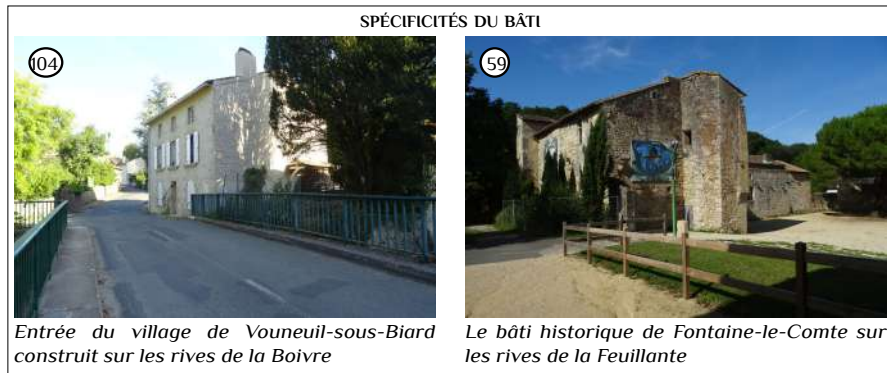 SPÉCIFICITÉS DU BÂTI
104
59
Entrée du village de Vouneuil-sous-Biard
construit sur les rives de la Boivre
Le bâti historique de Fontaine-le-Comte sur
les rives de la Feuillante